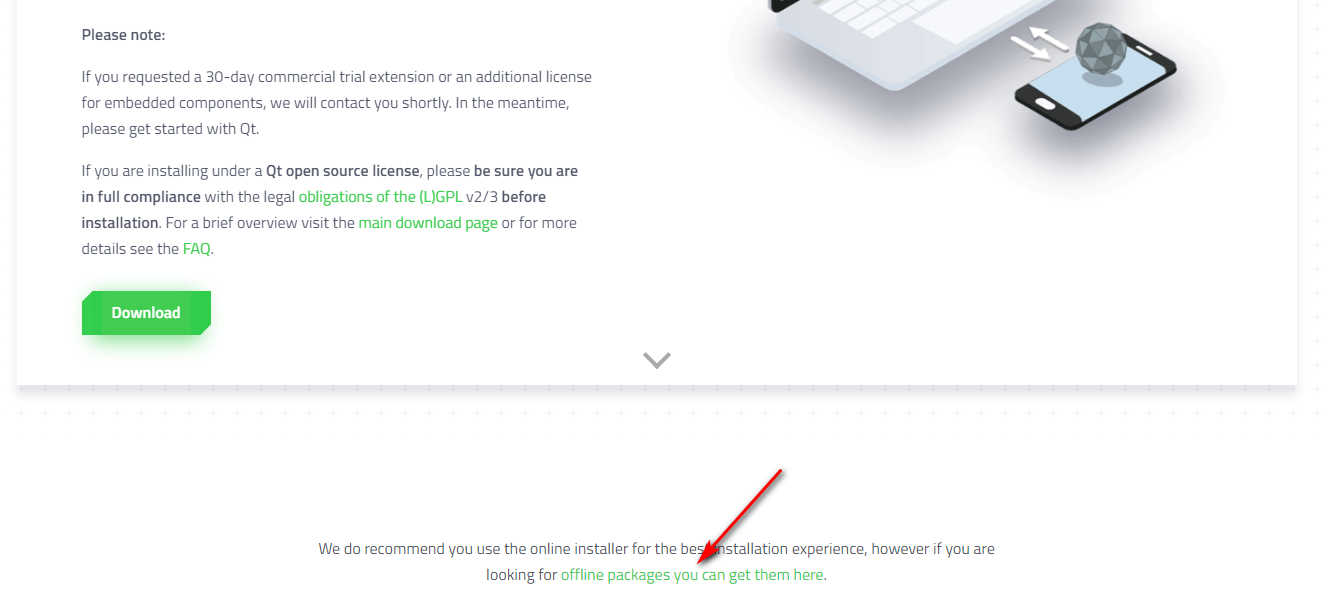 Please note:
If you requested a 30-day commercial trial extension or an additional license
for embedded components, we will contact you shortly. In the meantime,
please get started with Qt.
If you are installing under a Qt open source license, please be sure you are
in full compliance with the legal obligations of the (L)GPL v2/3 before
installation. For a brief overview visit the main download page or for more
details see the FAQ.
Download
We do recommend you use the online installer for the best installation experience, however if you are
looking for offline packages you can get them here.